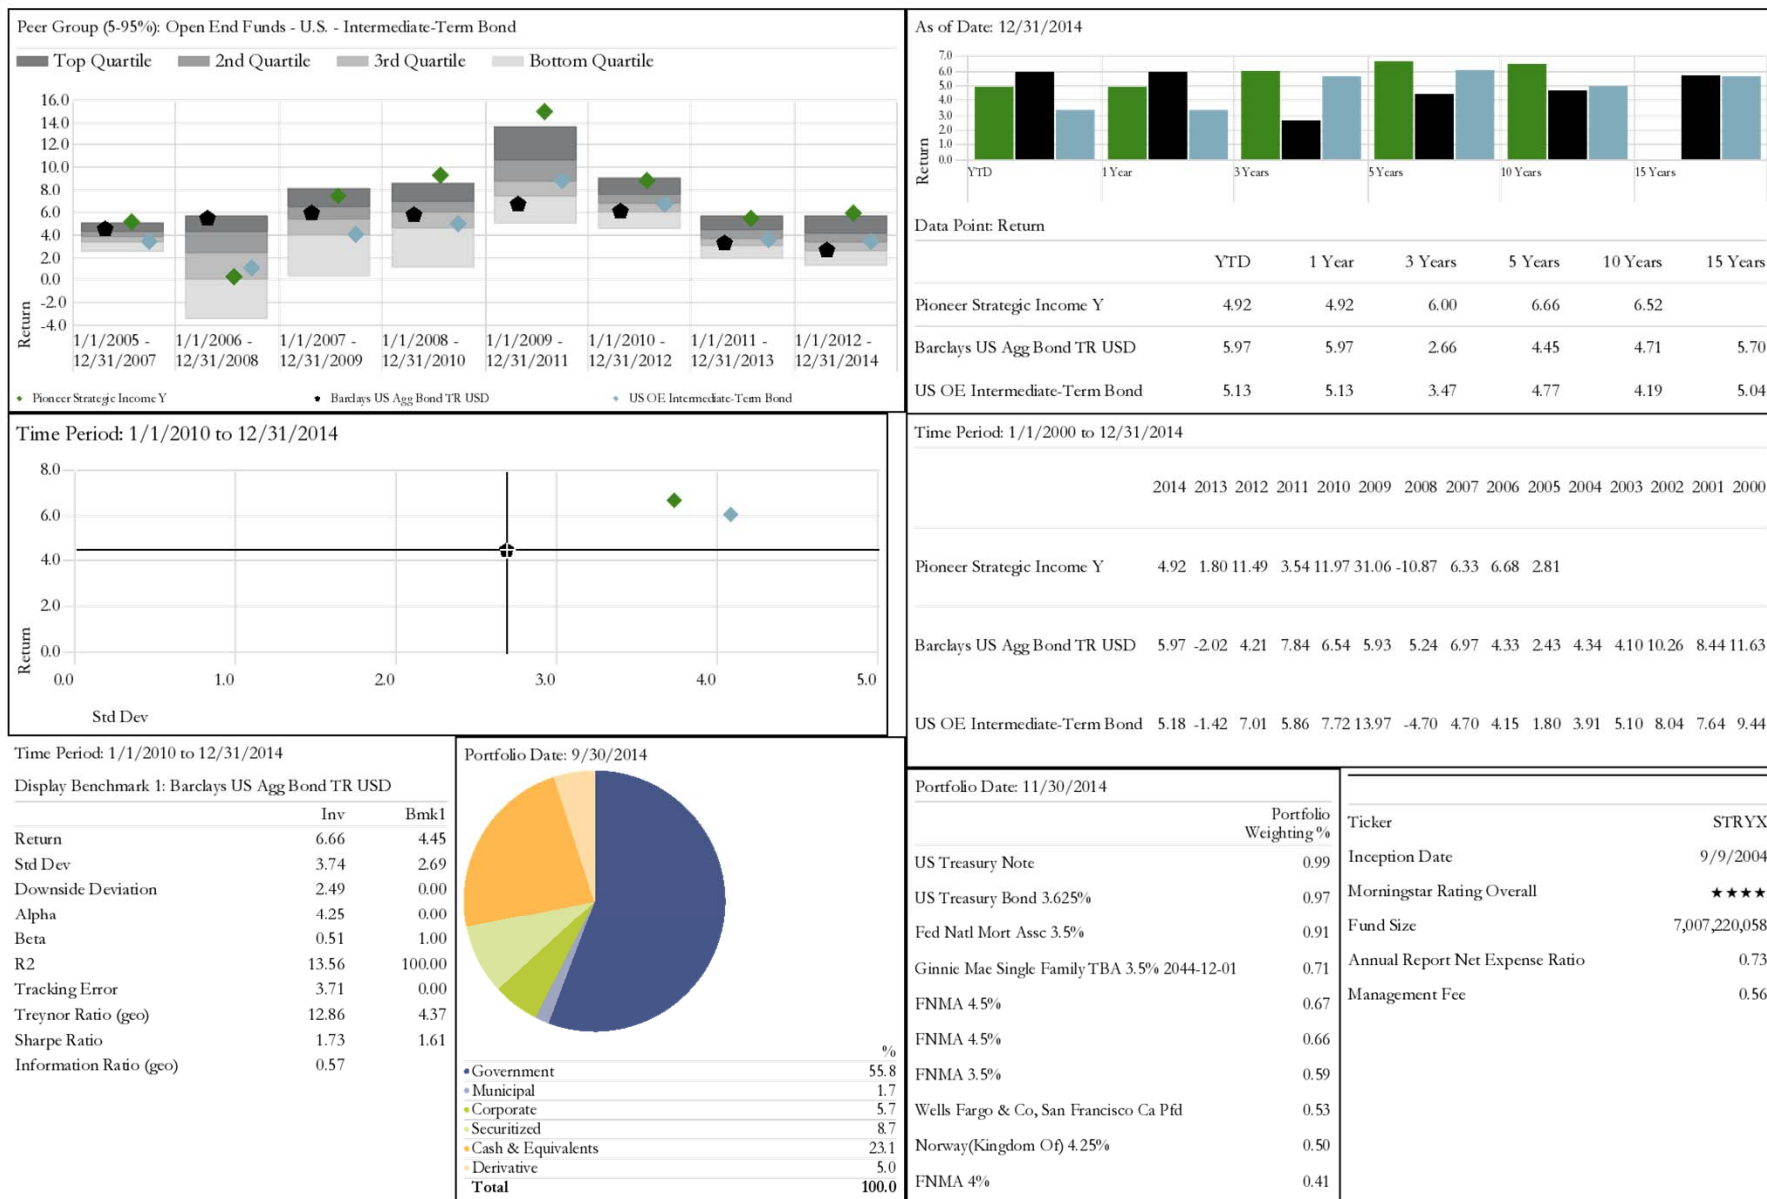 Peer Group (5-95%): Open End Funds - U.S. - Intermediate-Term Bond
Top Quartile 2nd Quartile 3rd Quartile Bottom Quartile
16.0
14.0
12.0
10.0
8.0
6.0
4.0
2.0
0.0
-2.0
-4.0
Return
1/1/2005 - 1/1/2006 - 1/1/2007 - 1/1/2008 - 1/1/2009 - 1/1/2010 - 1/1/2011 - 1/1/2012 -
12/31/2007 12/31/2008 12/31/2009 12/31/2010 12/31/2011 12/31/2012 12/31/2013 12/31/2014
Pioneer Strategic Income Y Barclays US Agg Bond TR USD US OE Intermediate-Term Bond
As of Date: 12/31/2014
7.0
6.0
5.0
4.0
3.0
2.0
1.0
0.0
Return
YTD 1 Year 3 Years 5 Years 10 Years 15 Years
Data Point: Return
YTD 1 Year 3 Years 5 Years 10 Years 15 Years
Pioneer Strategic Income Y 4.92 4.92 6.00 6.66 6.52
Barclays US Agg Bond TR USD 5.97 5.97 2.66 4.45 4.71 5.70
US OE Intermediate-Term Bond 5.13 5.13 3.47 4.77 4.19 5.04
Time Period: 1/1/2010 to 12/31/2014
8.0
6.0
4.0
2.0
0.0
Return
0.0 1.0 2.0 3.0 4.0 5.0
Std Dev
Time Period: 1/1/2000 to 12/31/2014
2014 2013 2012 2011 2010 2009 2008 2007 2006 2005 2004 2003 2002 2001 2000
Pioneer Strategic Income Y 4.92 1.80 11.49 3.54 11.97 31.06 -10.87 6.33 6.68 2.81
Barclays US Agg Bond TR USD 5.97 -2.02 4.21 7.84 6.54 5.93 5.24 6.97 4.33 2.43 4.34 4.10 10.26 8.44 11.63
US OE Intermediate-Term Bond 5.18 -1.42 7.01 5.86 7.72 13.97 -4.70 4.70 4.15 1.80 3.91 5.10 8.04 7.64 9.44
Time Period: 1/1/2010 to 12/31/2014
Display Benchmark 1: Barclays US Agg Bond TR USD
Inv Bmk1
Return 6.66 4.45
Std Dev 3.74 2.69
Downside Deviation 2.49 0.00
Alpha 4.25 0.00
Beta 0.51 1.00
R2 13.56 100.00
Tracking Error 3.71 0.00
Treynor Ratio (geo) 12.86 4.37
Sharpe Ratio 1.73 1.61
Information Ratio (geo) 0.57
Portfolio Date: 9/30/2014
%
Government 55.8
Municipal 1.7
Corporate 5.7
Securitized 8.7
Cash & Equivalents 23.1
Derivative 5.0
Total 100.0
Portfolio Date: 11/30/2014
Portfolio
Weighting %
US Treasury Note 0.99
US Treasury Bond 3.625% 0.97
Fed Natl Mort Assc 3.5% 0.91
Ginnie Mae Single Family TBA 3.5% 2044-12-01 0.71
FNMA 4.5% 0.67
FNMA 4.5% 0.66
FNMA 3.5% 0.59
Wells Fargo & Co, San Francisco Ca Pfd 0.53
Norway(Kingdom Of) 4.25% 0.50
FNMA 4% 0.41
Ticker STRYX
Inception Date 9/9/2004
Morningstar Rating Overall ★★★★
Fund Size 7,007,220,058
Annual Report Net Expense Ratio 0.73
Management Fee 0.56